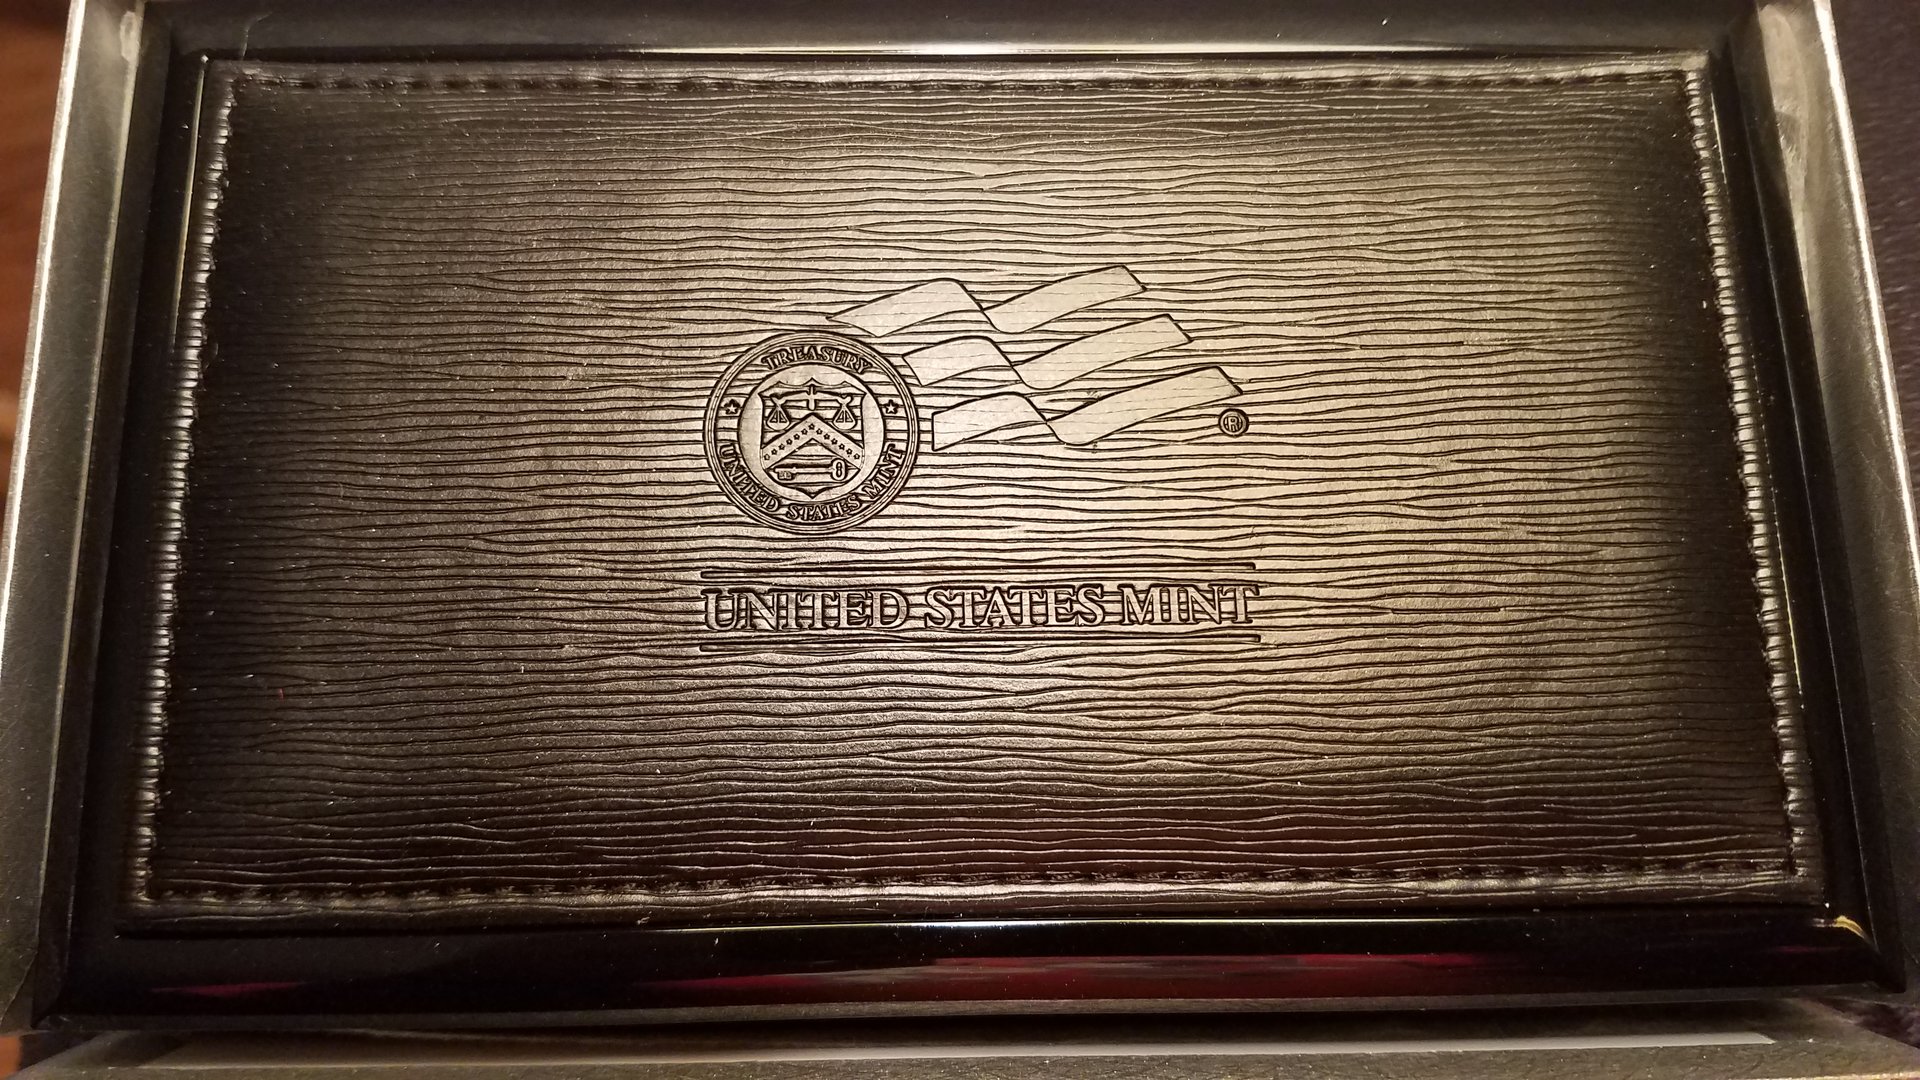 TREASURY
UNITED STATES MINT
®
UNITED STATES MINT